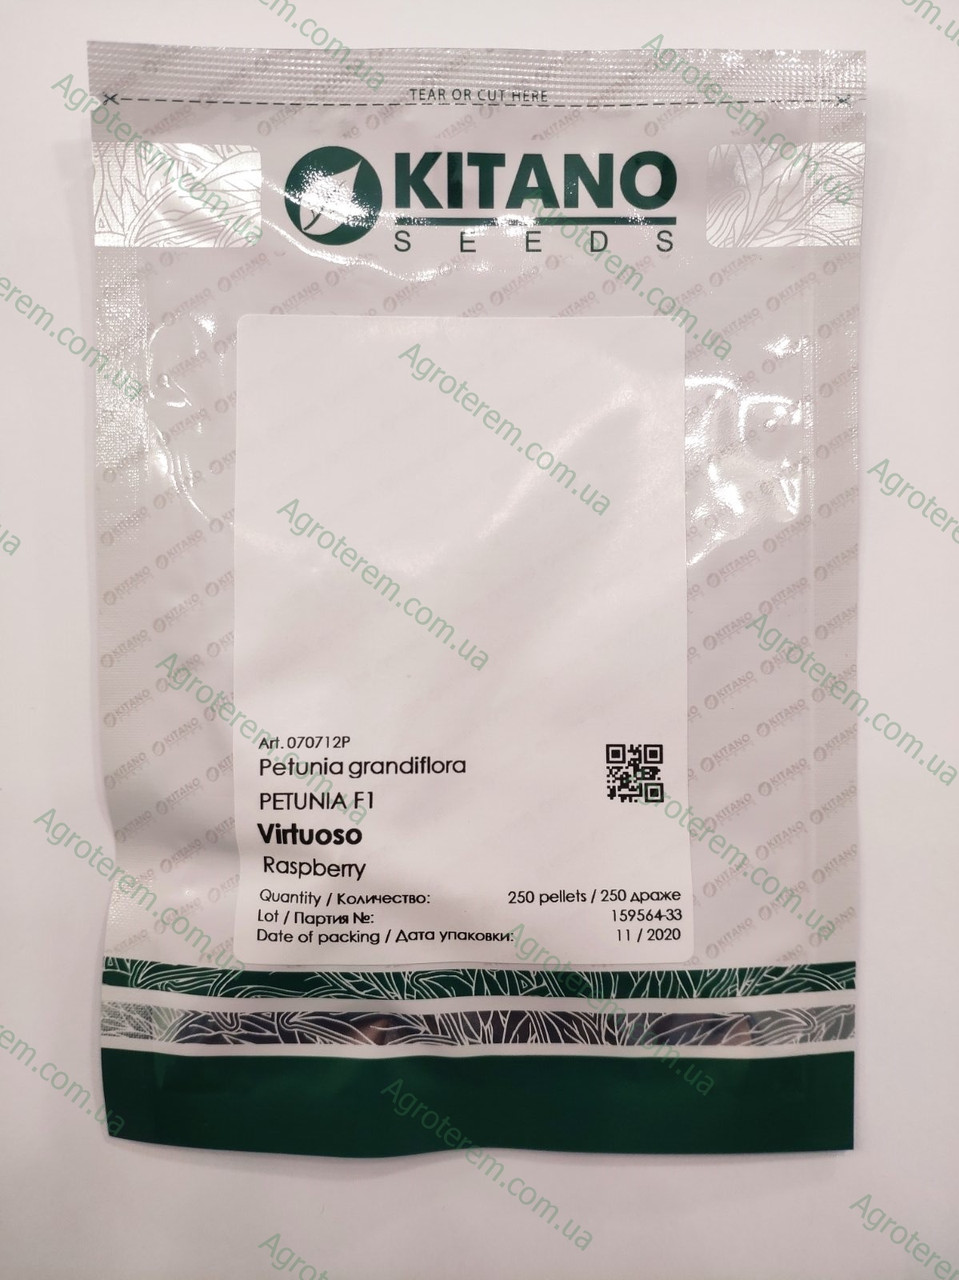 TEAR OR CUT HERE
KITANO
SEEDS
Art. 070712P
Petunia grandiflora
PETUNIA F1
Virtuoso
Raspberry
Quantity / Количество: 250 pellets / 250 драже
Lot / Партия №: 159564-33
Date of packing / Дата упаковки: 11 / 2020
Agroterem.com.ua